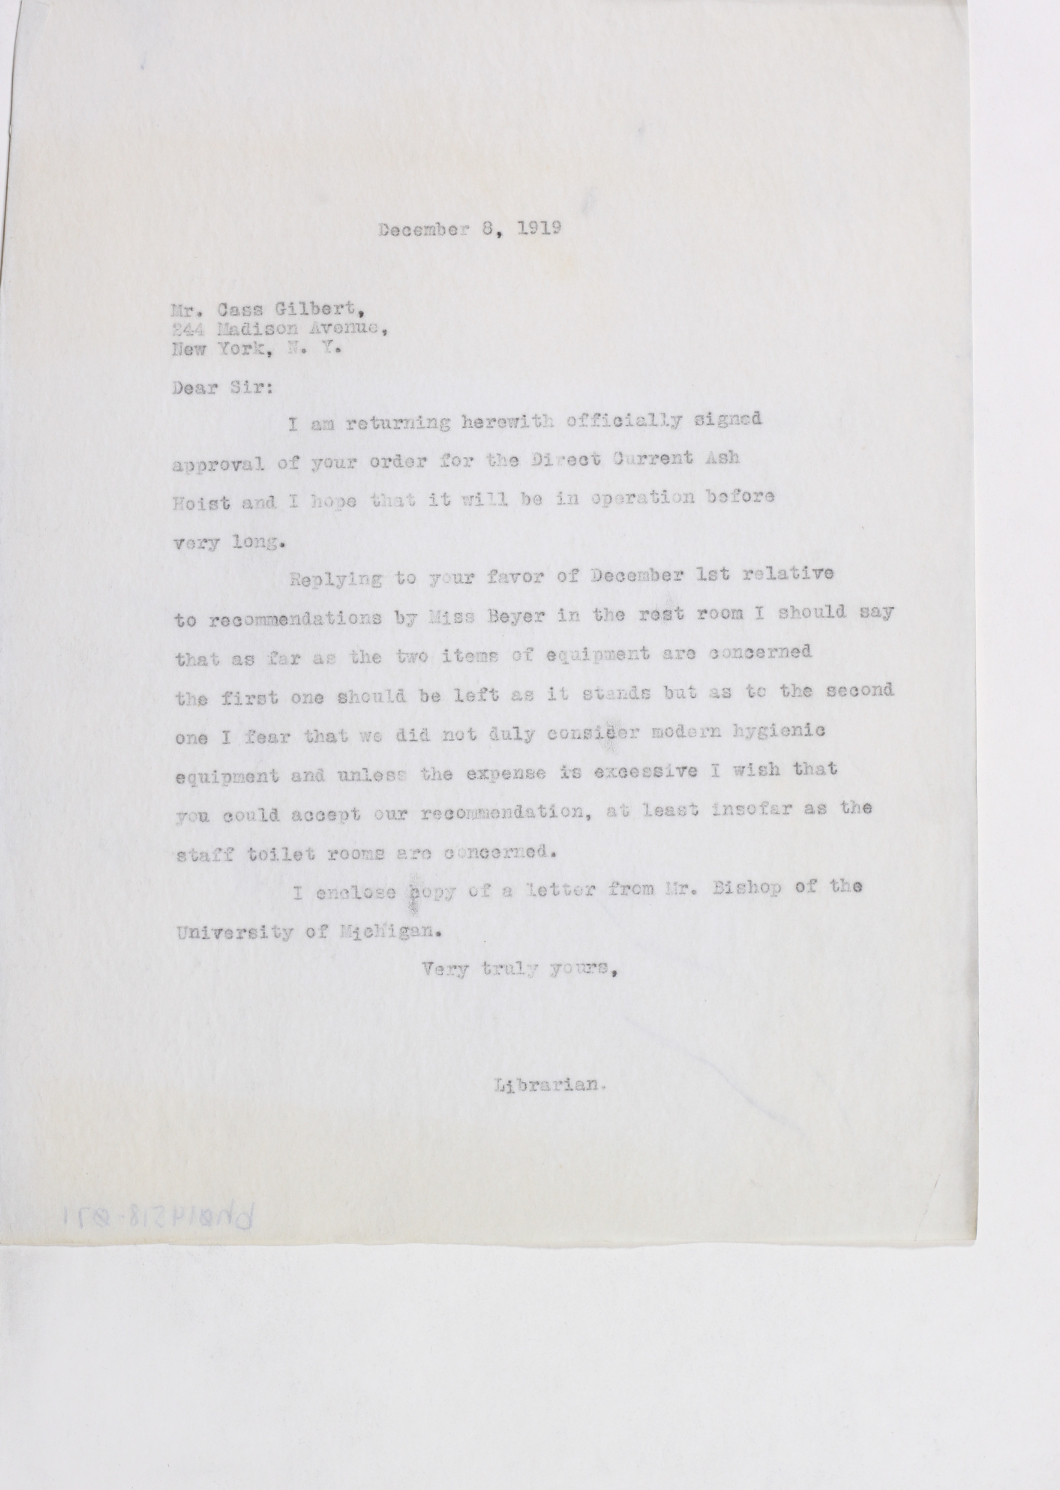 December 8, 1919
Mr. Cass Gilbert,
244 Madison Avenue,
New York, N. Y.
Dear Sir:
I am returning herewith officially signed
approval of your order for the Direct Current Ash
Hoist and I hope that it will be in operation before
very long.
Replying to your favor of December 1st relative
to recommendations by Miss Beyer in the rest room I should say
that as far as the two items of equipment are concerned
the first one should be left as it stands but as to the second
one I fear that we did not duly consider modern hygienic
equipment and unless the expense is excessive I wish that
you could accept our recommendation, at least insofar as the
staff toilet rooms are concerned.
I enclose copy of a letter from Mr. Bishop of the
University of Michigan.
Very truly yours,
Librarian.